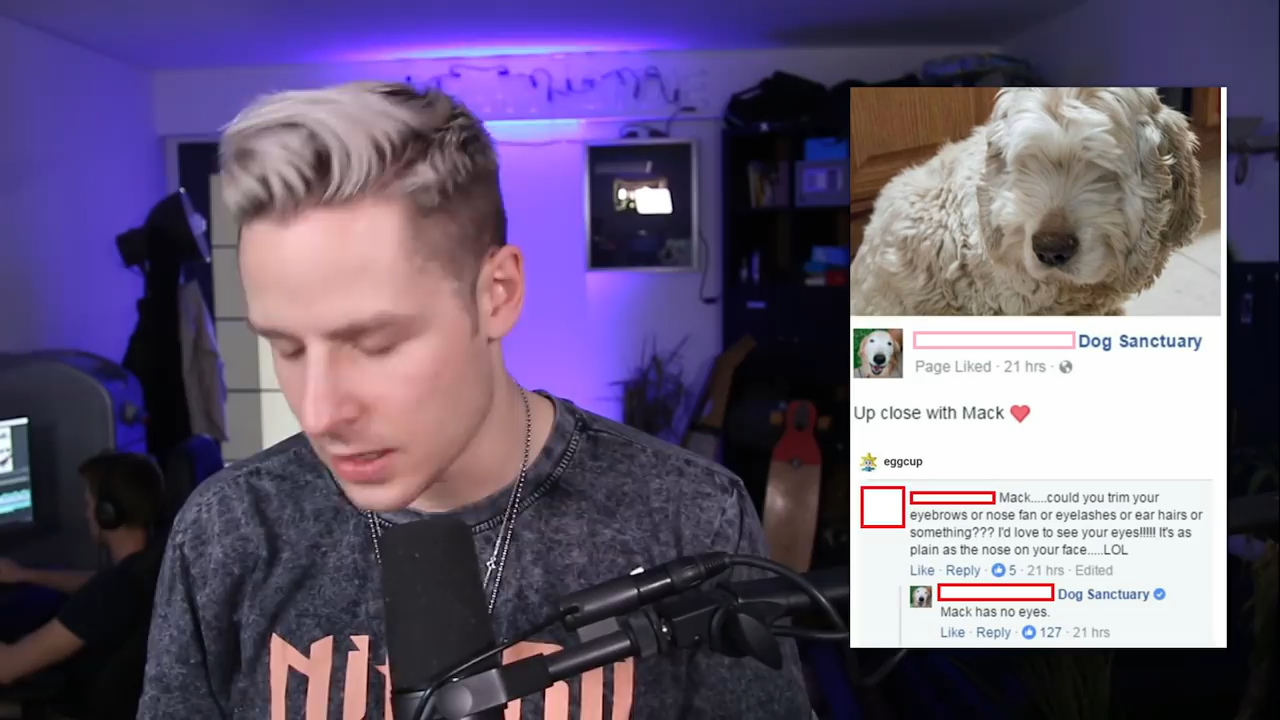 Dog Sanctuary
Page Liked · 21 hrs ·
Up close with Mack ❤
eggcup
Mack.....could you trim your
eyebrows or nose fan or eyelashes or ear hairs or
something??? I'd love to see your eyes!!!!! It's as
plain as the nose on your face.....LOL
Like · Reply · 5 · 21 hrs · Edited
Dog Sanctuary
Mack has no eyes.
Like · Reply · 127 · 21 hrs